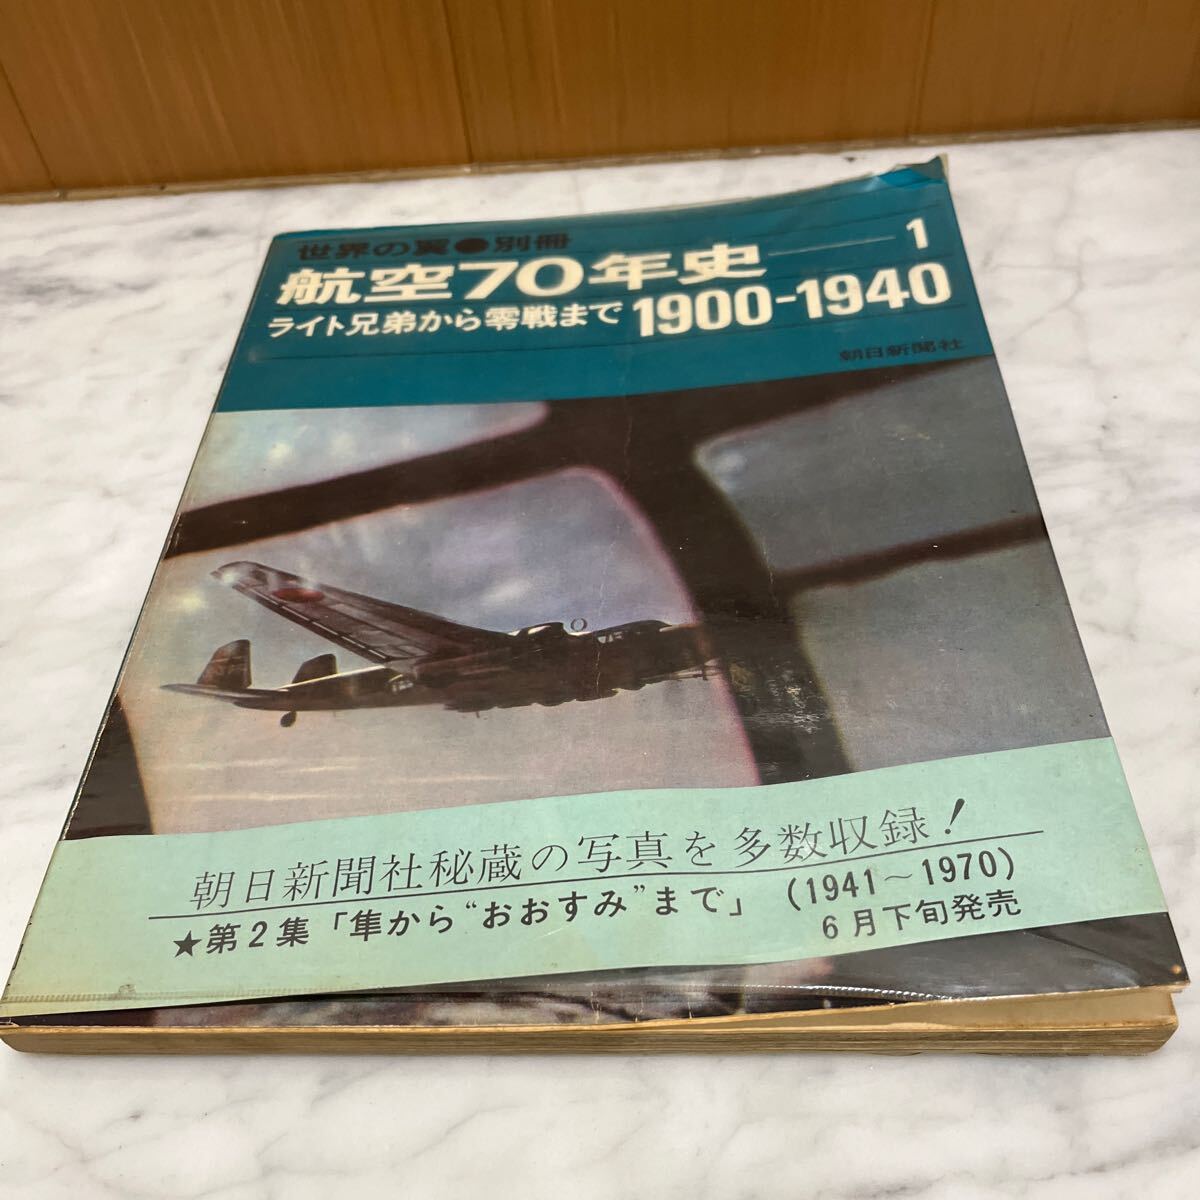 世界の翼●別冊
航空70年史――1
ライト兄弟から零戦まで 1900-1940
朝日新聞社
朝日新聞社秘蔵の写真を多数収録!
★第2集「隼から“おおすみ”まで」(1941～1970)
6月下旬発売